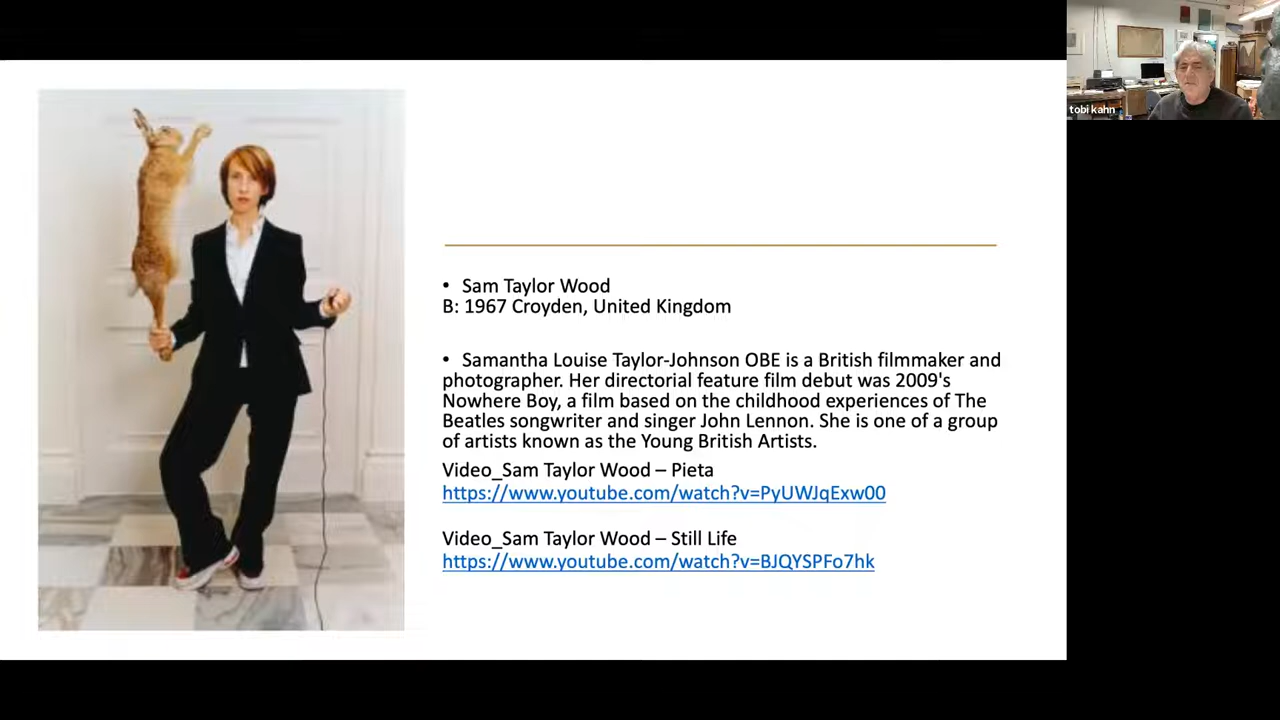 tobi kahn
• Sam Taylor Wood
B: 1967 Croyden, United Kingdom
• Samantha Louise Taylor-Johnson OBE is a British filmmaker and
photographer. Her directorial feature film debut was 2009's
Nowhere Boy, a film based on the childhood experiences of The
Beatles songwriter and singer John Lennon. She is one of a group
of artists known as the Young British Artists.
Video_Sam Taylor Wood – Pieta
https://www.youtube.com/watch?v=PyUWJqExw00
Video_Sam Taylor Wood – Still Life
https://www.youtube.com/watch?v=BJQYSPFo7hk